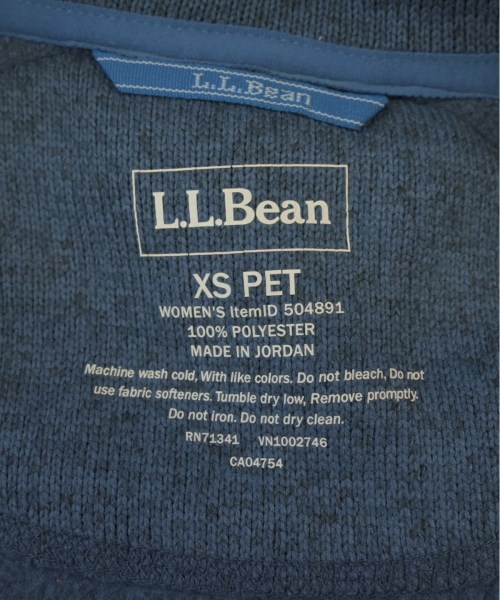 L.L.Bean
L.L.Bean
XS PET
WOMEN'S ItemID 504891
100% POLYESTER
MADE IN JORDAN
Machine wash cold, With like colors. Do not bleach, Do not
use fabric softeners. Tumble dry low, Remove promptly.
Do not iron. Do not dry clean.
RN71341 VN1002746
CA04754